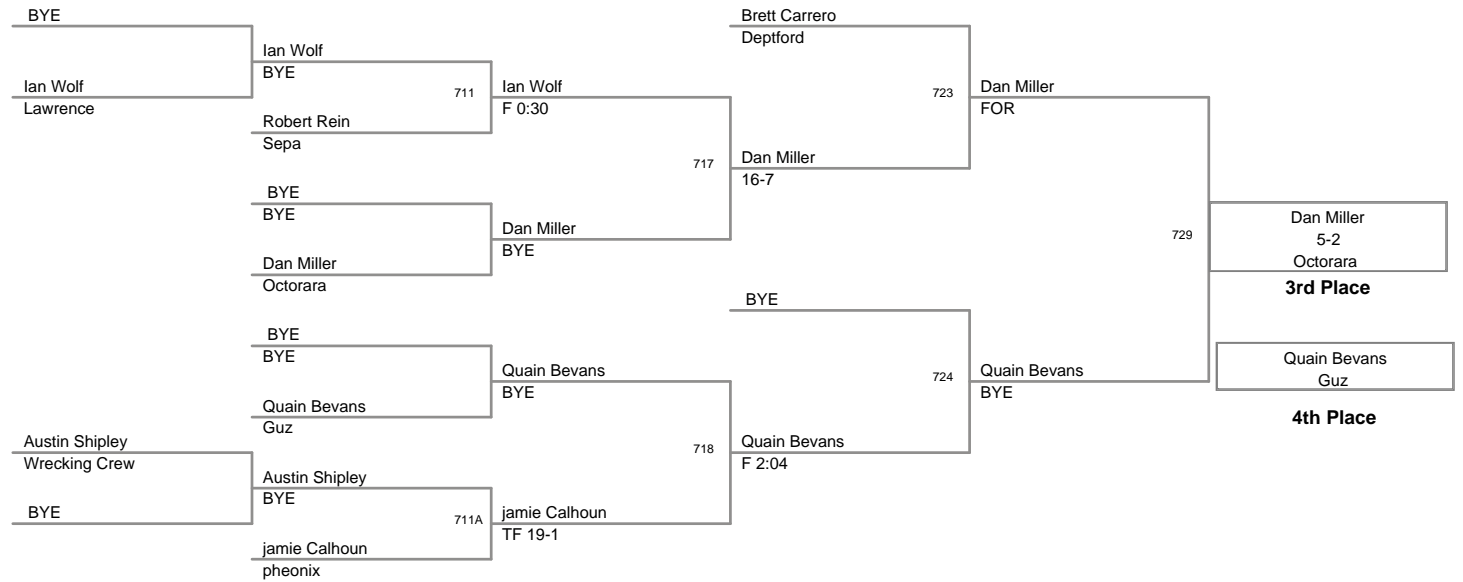 BYE
Ian Wolf
Lawrence
Ian Wolf
BYE
Robert Rein
Sepa
711
Ian Wolf
F 0:30
BYE
BYE
Dan Miller
Octorara
Dan Miller
BYE
717
Brett Carrero
Deptford
Dan Miller
16-7
723
Dan Miller
FOR
BYE
BYE
Quain Bevans
Guz
Quain Bevans
BYE
Austin Shipley
Wrecking Crew
BYE
Austin Shipley
BYE
jamie Calhoun
pheonix
711A
jamie Calhoun
TF 19-1
718
BYE
Quain Bevans
F 2:04
724
Quain Bevans
BYE
729
Dan Miller
5-2
Octorara
3rd Place
Quain Bevans
Guz
4th Place